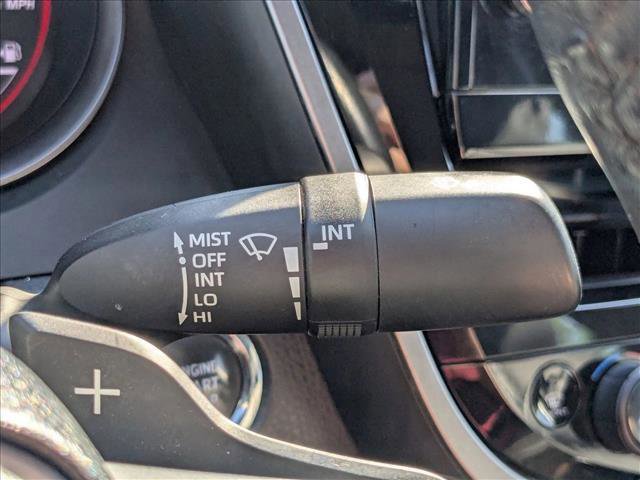 MPH
MIST
OFF
INT
LO
HI
INT
+
ENGINE
START